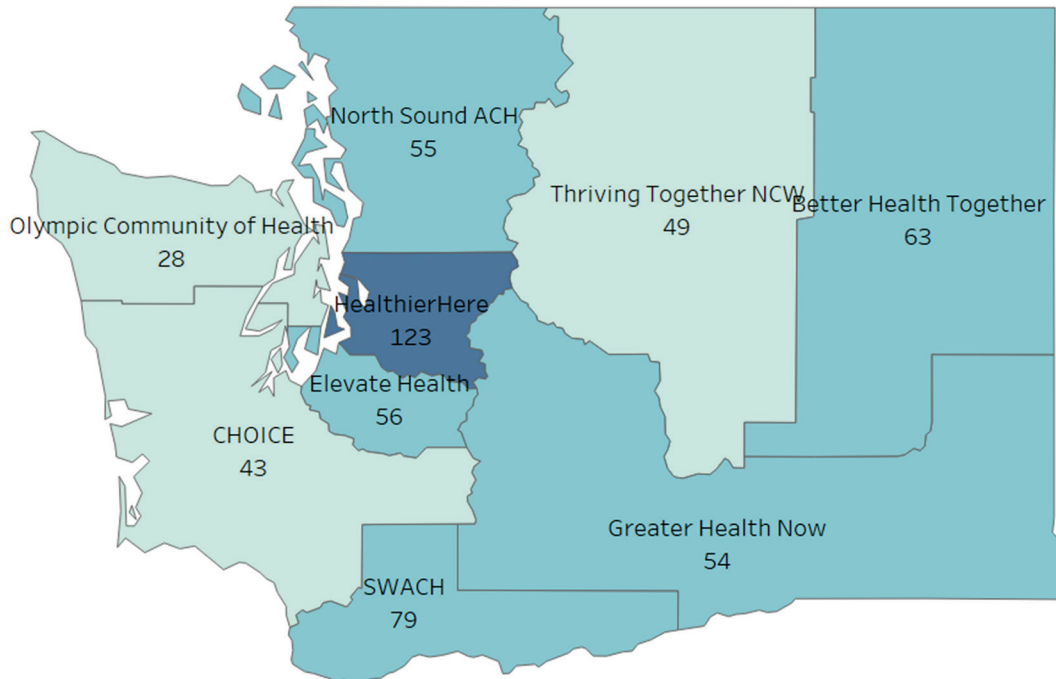 North Sound ACH
55
Thriving Together NCW
49
Better Health Together
63
Olympic Community of Health
28
HealthierHere
123
Elevate Health
56
CHOICE
43
Greater Health Now
54
SWACH
79